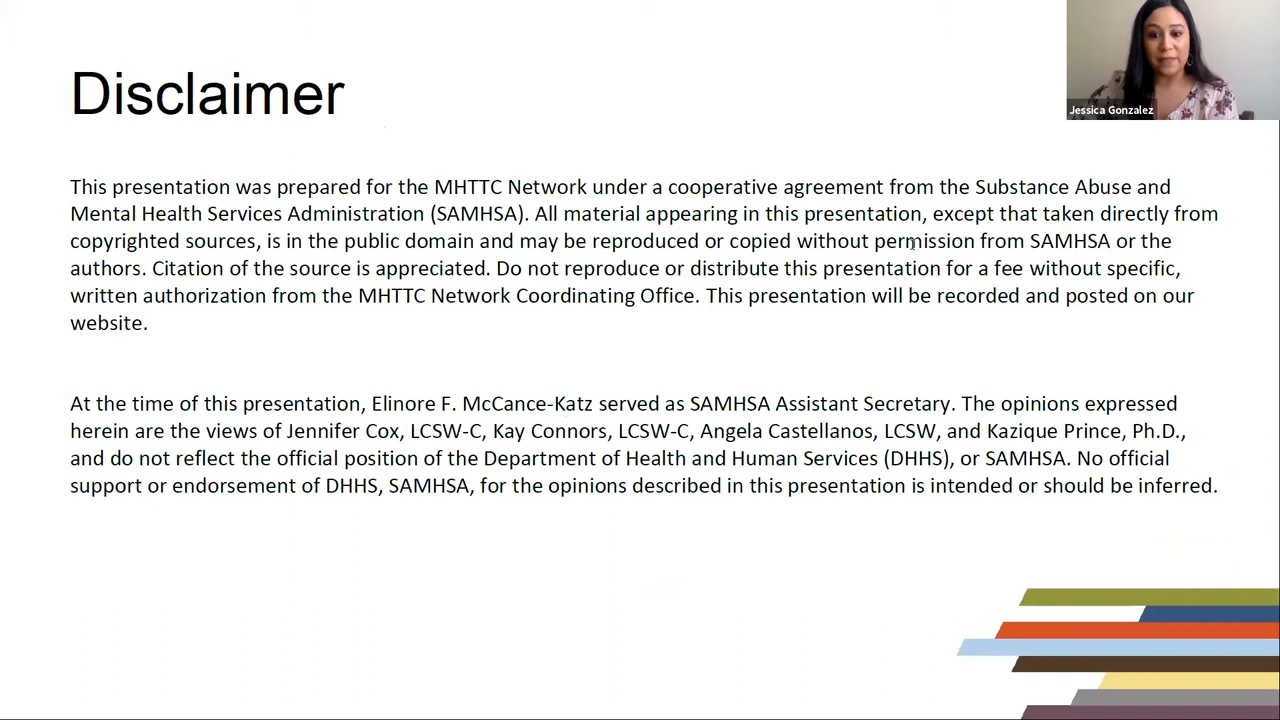 Disclaimer
Jessica Gonzalez
This presentation was prepared for the MHTTC Network under a cooperative agreement from the Substance Abuse and
Mental Health Services Administration (SAMHSA). All material appearing in this presentation, except that taken directly from
copyrighted sources, is in the public domain and may be reproduced or copied without permission from SAMHSA or the
authors. Citation of the source is appreciated. Do not reproduce or distribute this presentation for a fee without specific,
written authorization from the MHTTC Network Coordinating Office. This presentation will be recorded and posted on our
website.
At the time of this presentation, Elinore F. McCance-Katz served as SAMHSA Assistant Secretary. The opinions expressed
herein are the views of Jennifer Cox, LCSW-C, Kay Connors, LCSW-C, Angela Castellanos, LCSW, and Kazique Prince, Ph.D.,
and do not reflect the official position of the Department of Health and Human Services (DHHS), or SAMHSA. No official
support or endorsement of DHHS, SAMHSA, for the opinions described in this presentation is intended or should be inferred.